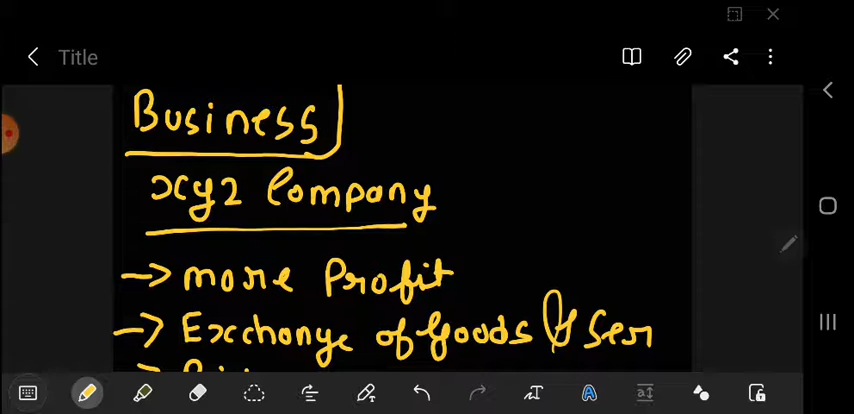 Title
Business
xyz Company
→ more Profit
→ Exchange of Goods & Ser